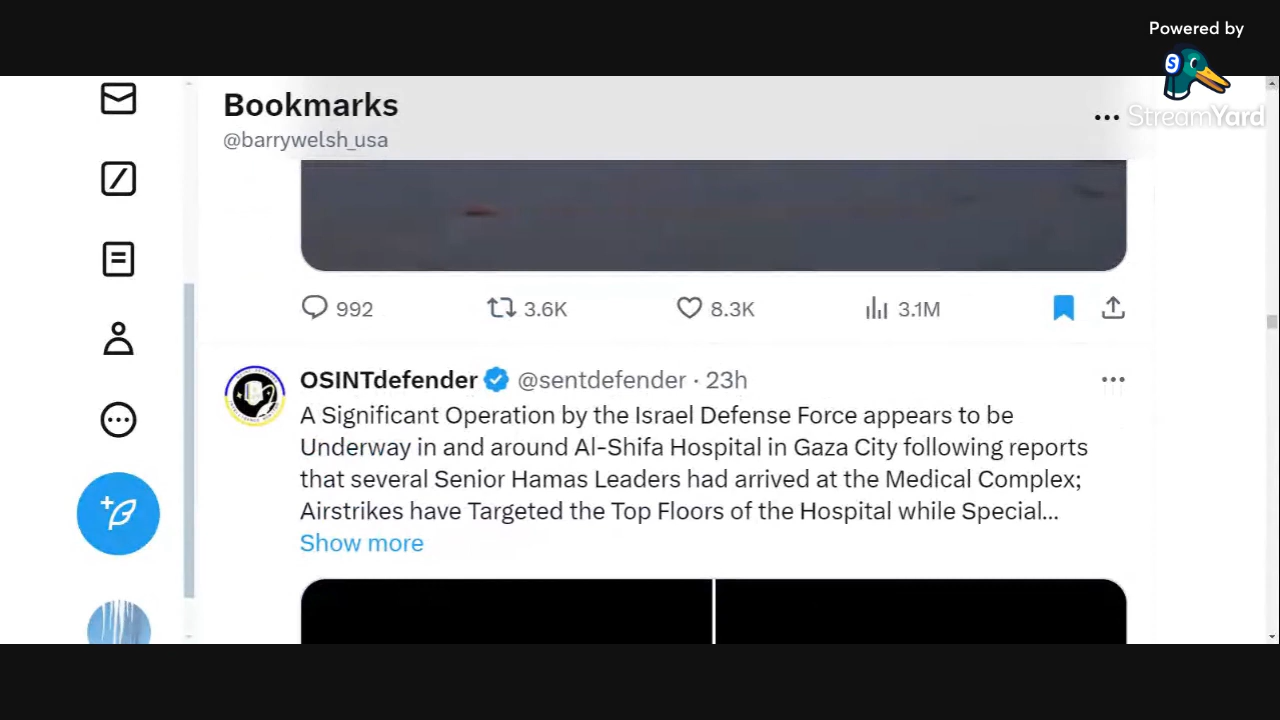 Powered by
StreamYard
Bookmarks
@barrywelsh_usa
992 3.6K 8.3K 3.1M
OSINTdefender @sentdefender · 23h
A Significant Operation by the Israel Defense Force appears to be
Underway in and around Al-Shifa Hospital in Gaza City following reports
that several Senior Hamas Leaders had arrived at the Medical Complex;
Airstrikes have Targeted the Top Floors of the Hospital while Special...
Show more